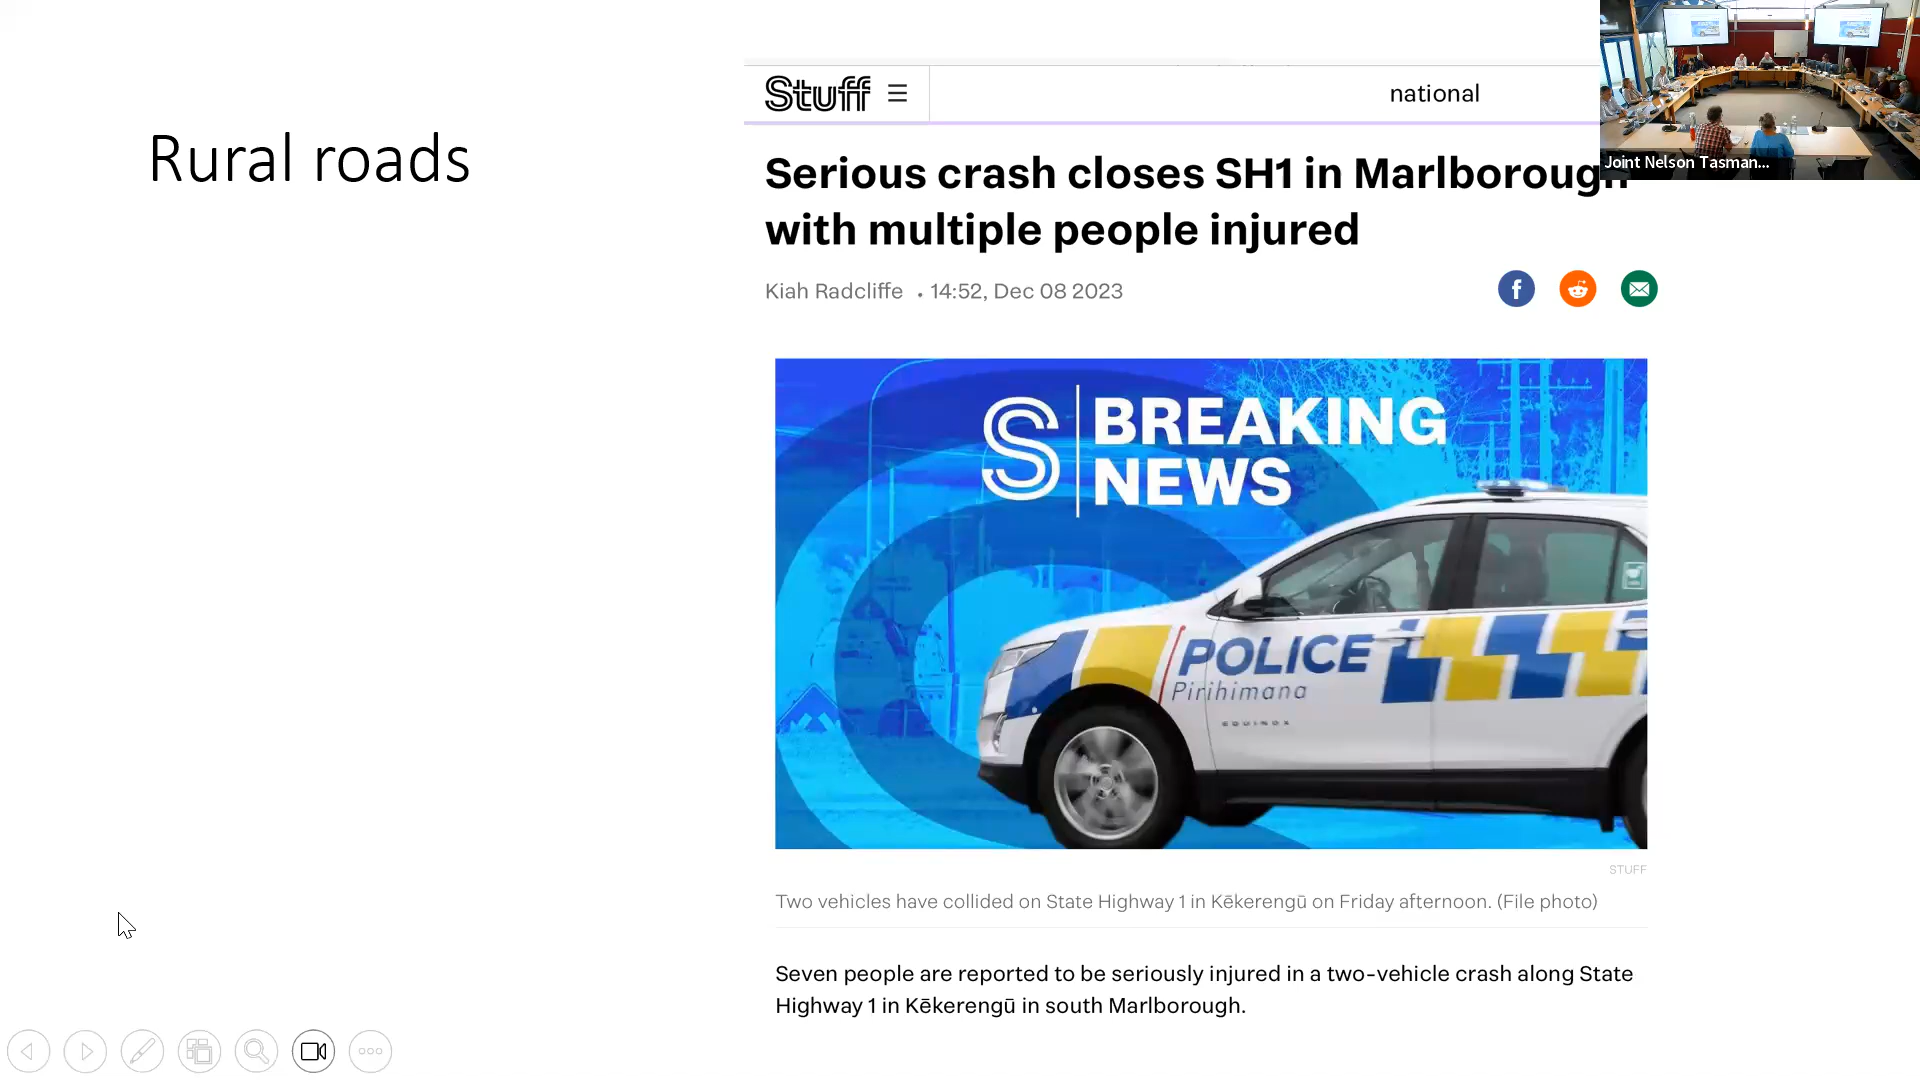 Rural roads
Stuff
national
Serious crash closes SH1 in Marlborough
with multiple people injured
Kiah Radcliffe • 14:52, Dec 08 2023
S BREAKING
NEWS
POLICE
Pirihimana
EQUINOX
STUFF
Two vehicles have collided on State Highway 1 in Kēkerengū on Friday afternoon. (File photo)
Seven people are reported to be seriously injured in a two-vehicle crash along State
Highway 1 in Kēkerengū in south Marlborough.
Joint Nelson Tasman...